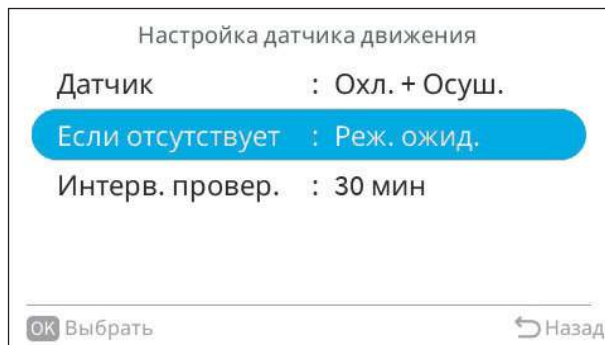 Настройка датчика движения
Датчик : Охл. + Осуш.
Если отсутствует : Реж. ожид.
Интерв. провер. : 30 мин
OK Выбрать Назад